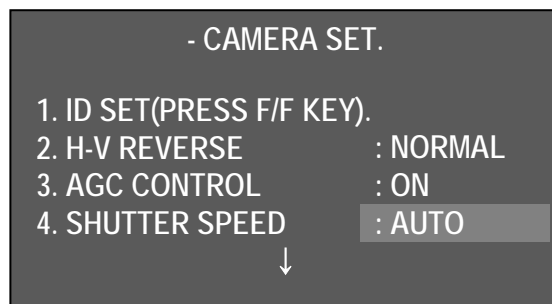 - CAMERA SET.
1. ID SET(PRESS F/F KEY).
2. H-V REVERSE : NORMAL
3. AGC CONTROL : ON
4. SHUTTER SPEED : AUTO
↓